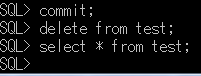 SQL> commit;
SQL> delete from test;
SQL> select * from test;
SQL>